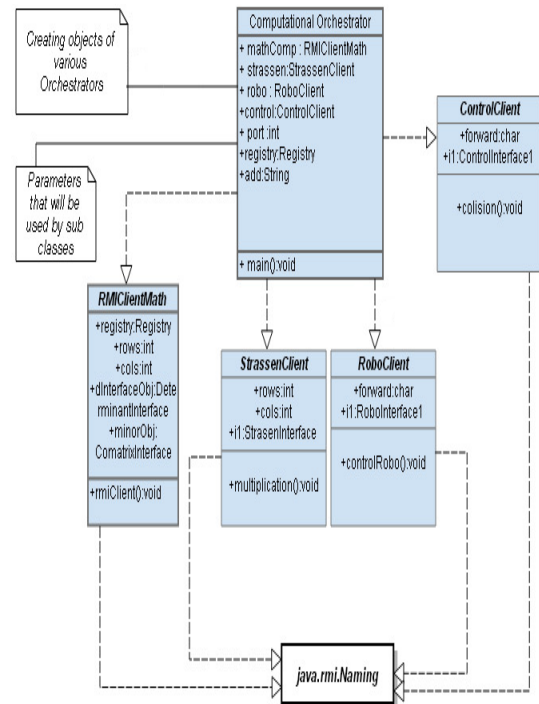 Creating objects of
various
Orchestrators
Parameters
that will be
used by sub
classes
Computational Orchestrator
+ mathComp : RMIClientMath
+ strassen:StrassenClient
+ robo : RoboClient
+control:ControlClient
+ port :int
+registry:Registry
+add:String
+ main():void
ControlClient
+forward:char
+i1:ControlInterface1
+colision():void
RMIClientMath
+registry:Registry
+rows:int
+cols:int
+dInterfaceObj:Dete
rminantInterface
+minorObj:
ComatrixInterface
+rmiClient():void
StrassenClient
+rows:int
+cols:int
+i1:StrasenInterface
+multiplication():void
RoboClient
+forward:char
+i1:RoboInterface1
+controlRobo():void
java.rmi.Naming